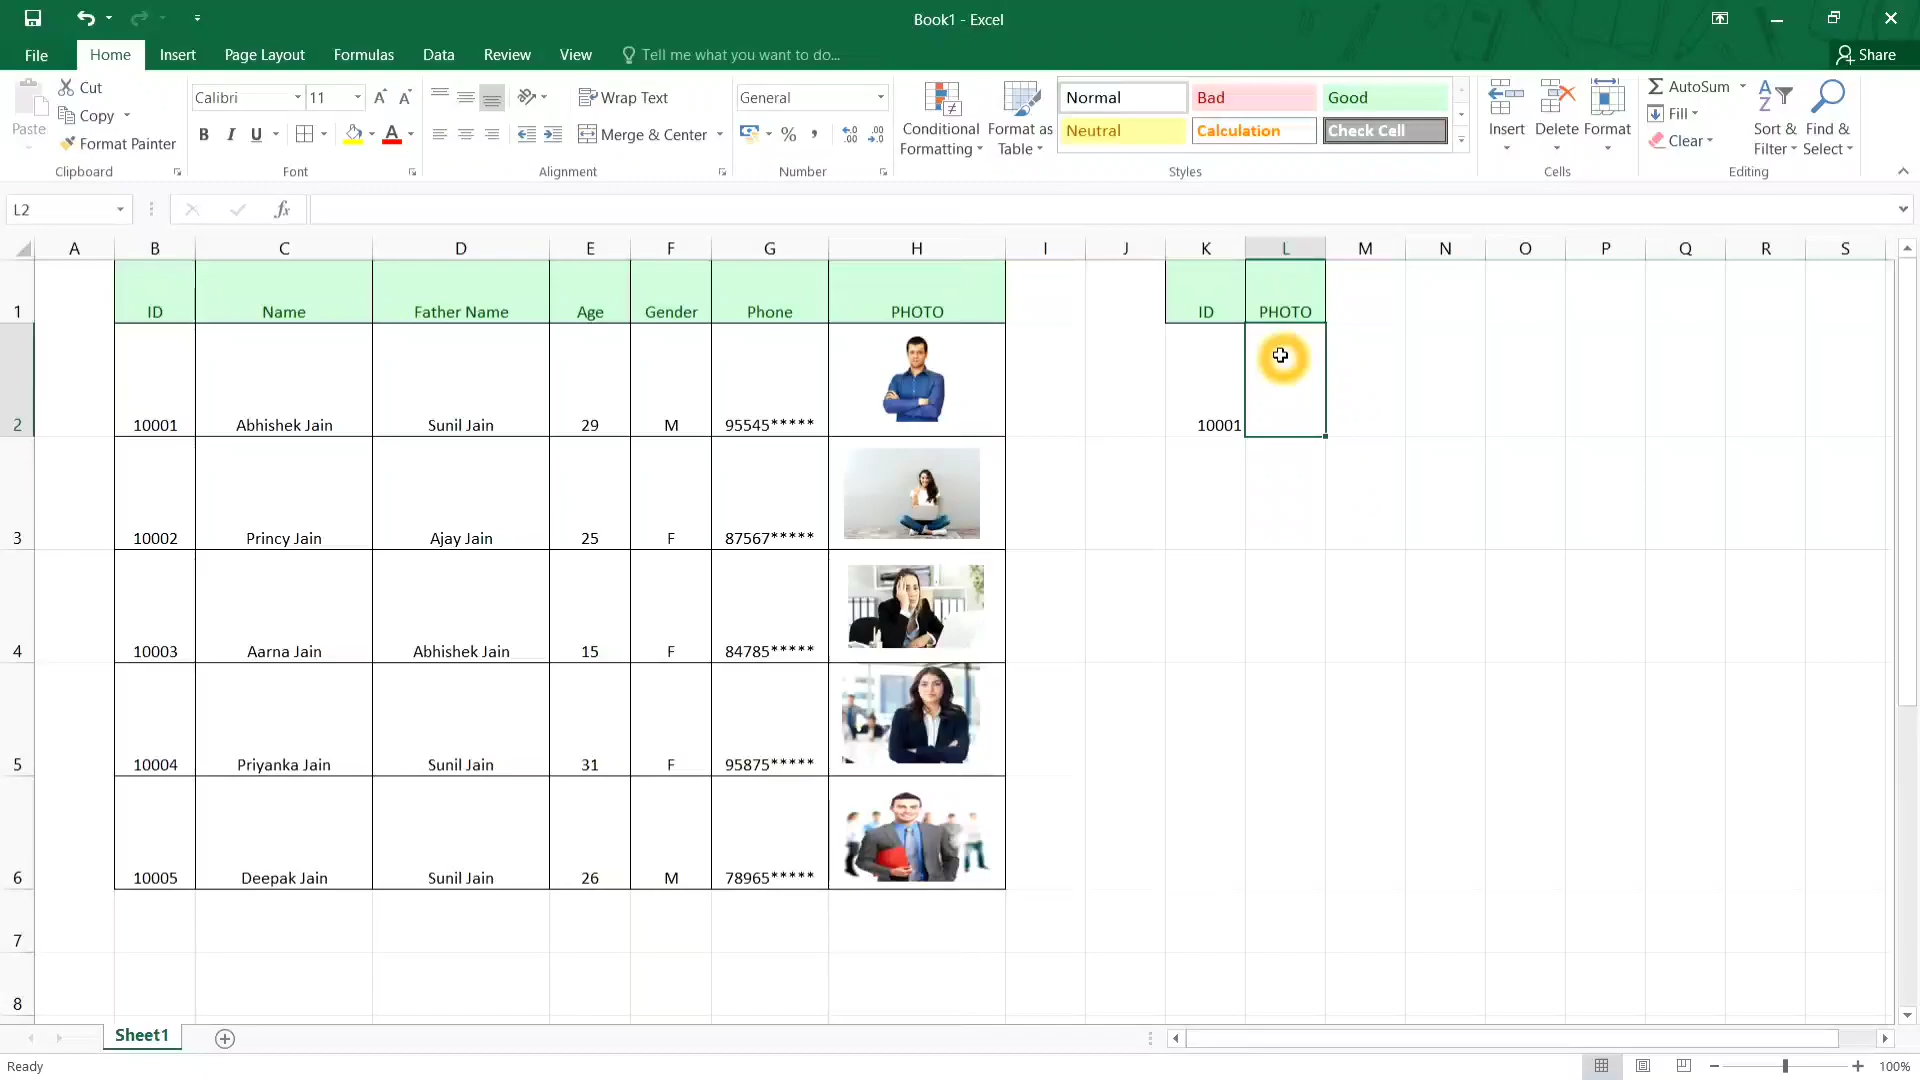 Book1 - Excel
File Home Insert Page Layout Formulas Data Review View Tell me what you want to do... Share
Paste
Cut
Copy
Format Painter
Clipboard
Calibri 11
B I U
Font
Wrap Text
Merge & Center
Alignment
General
%
Number
Conditional
Formatting
Format as
Table
Normal Bad Good
Neutral Calculation Check Cell
Styles
Insert Delete Format
Cells
AutoSum
Fill
Clear
Sort &
Filter
Find &
Select
Editing
L2
fx
A B C D E F G H I J K L M N O P Q R S
1 ID Name Father Name Age Gender Phone PHOTO ID PHOTO
2 10001 Abhishek Jain Sunil Jain 29 M 95545***** 10001
3 10002 Princy Jain Ajay Jain 25 F 87567*****
4 10003 Aarna Jain Abhishek Jain 15 F 84785*****
5 10004 Priyanka Jain Sunil Jain 31 F 95875*****
6 10005 Deepak Jain Sunil Jain 26 M 78965*****
7
8
Sheet1
Ready 100%